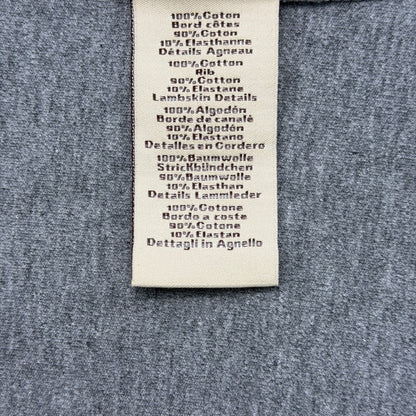 100% Coton
Bord côtes
90% Coton
10% Elasthanne
Détails Agneau
100% Cotton
Rib
90% Cotton
10% Elastane
Lambskin Details
100% Algodón
Borde de canalé
90% Algodón
10% Elastano
Detalles en Cordero
100% Baumwolle
Strickbündchen
90% Baumwolle
10% Elasthan
Details Lammleder
100% Cotone
Bordo a coste
90% Cotone
10% Elastan
Dettagli in Agnello